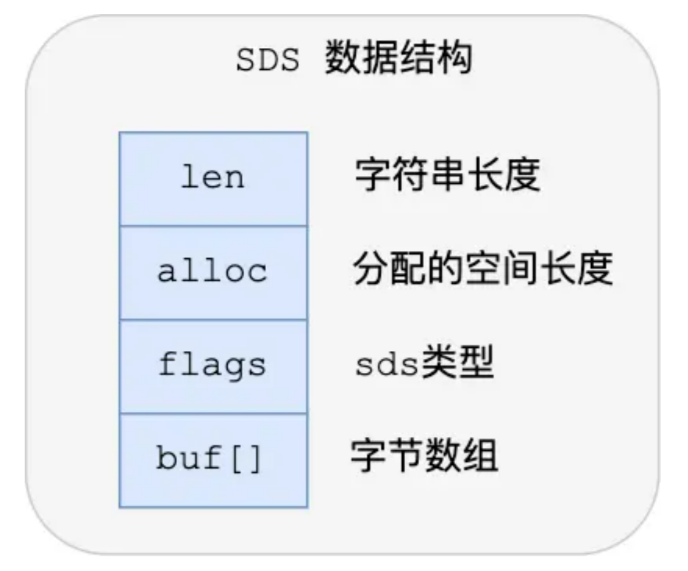 SDS 数据结构
len 字符串长度
alloc 分配的空间长度
flags sds类型
buf[] 字节数组